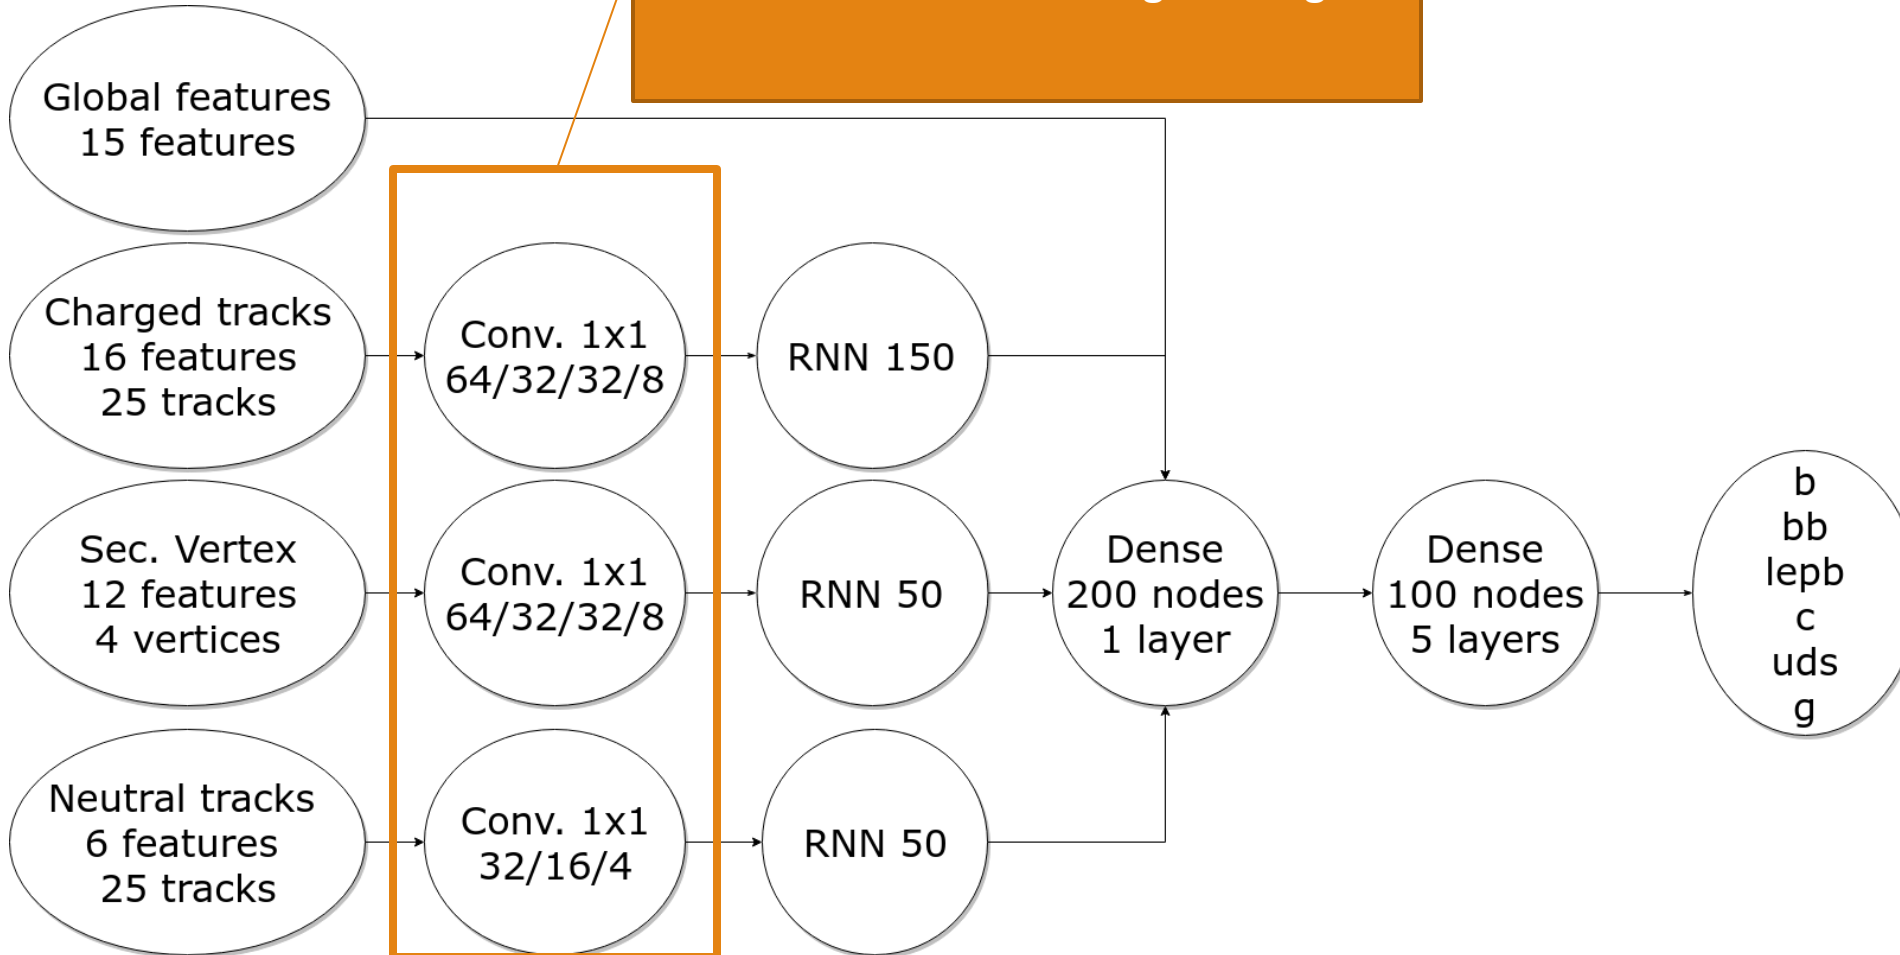 Global features
15 features
Charged tracks
16 features
25 tracks
Conv. 1x1
64/32/32/8
RNN 150
Sec. Vertex
12 features
4 vertices
Conv. 1x1
64/32/32/8
RNN 50
Dense
200 nodes
1 layer
Dense
100 nodes
5 layers
b
bb
lepb
c
uds
g
Neutral tracks
6 features
25 tracks
Conv. 1x1
32/16/4
RNN 50